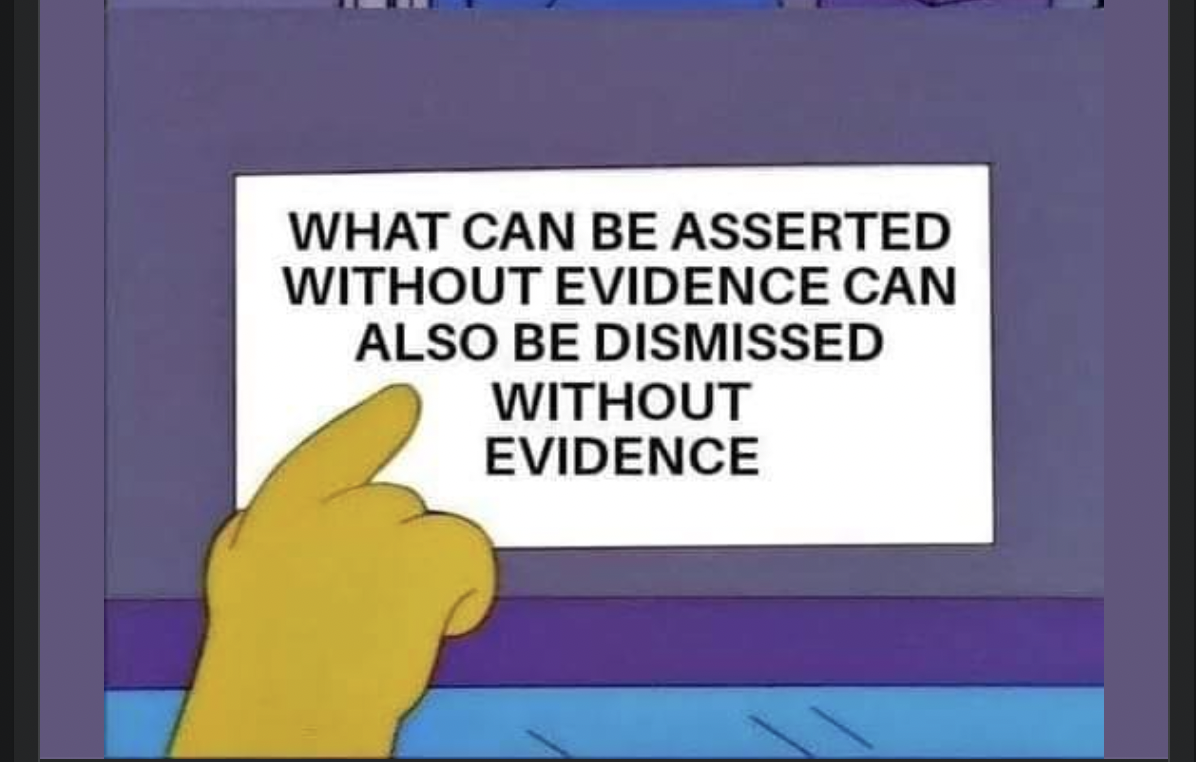 WHAT CAN BE ASSERTED
WITHOUT EVIDENCE CAN
ALSO BE DISMISSED
WITHOUT
EVIDENCE